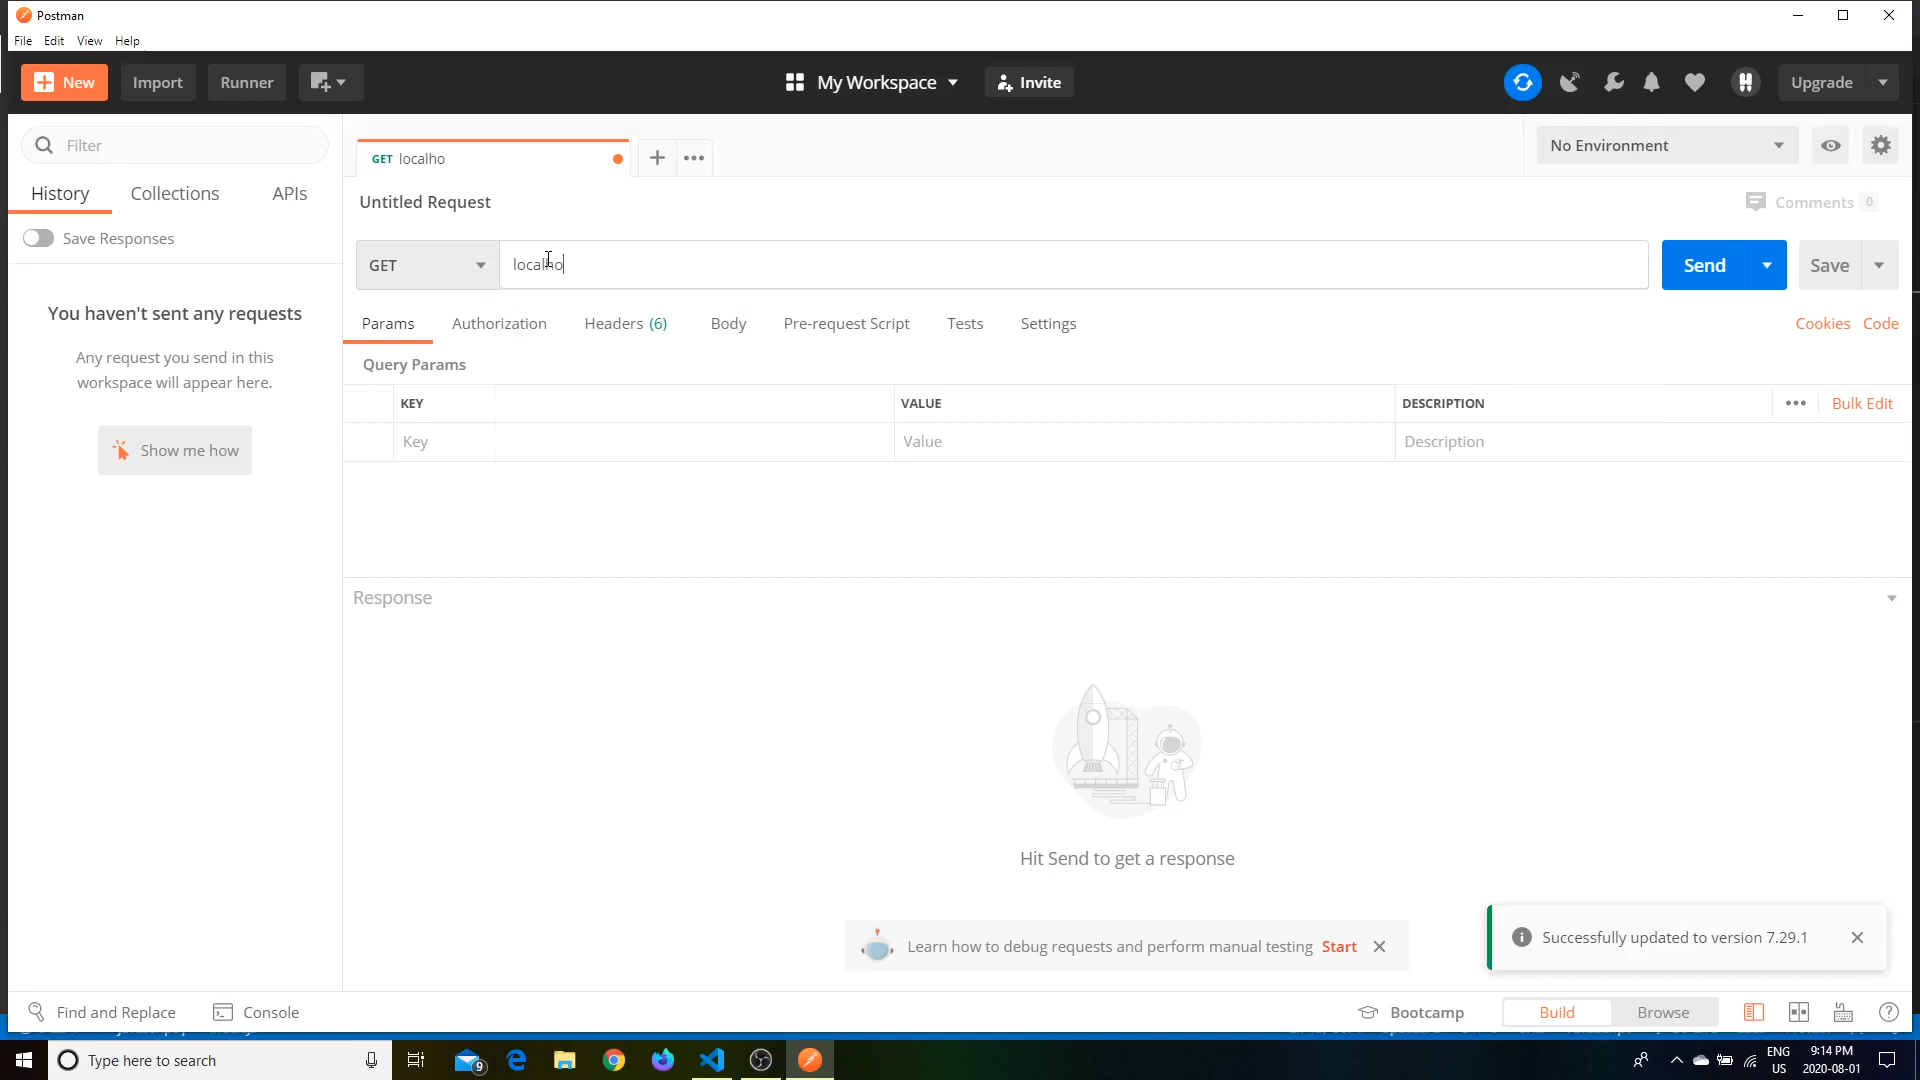 Postman
File Edit View Help
New Import Runner My Workspace Invite Upgrade
Filter
GET localho
No Environment
History Collections APIs
Untitled Request
Comments 0
Save Responses
GET localho Send Save
Params Authorization Headers (6) Body Pre-request Script Tests Settings Cookies Code
Query Params
KEY VALUE DESCRIPTION Bulk Edit
Key Value Description
You haven't sent any requests
Any request you send in this
workspace will appear here.
Show me how
Response
Hit Send to get a response
Learn how to debug requests and perform manual testing Start
Successfully updated to version 7.29.1
Find and Replace Console Bootcamp Build Browse
Type here to search
9
ENG
US
9:14 PM
2020-08-01